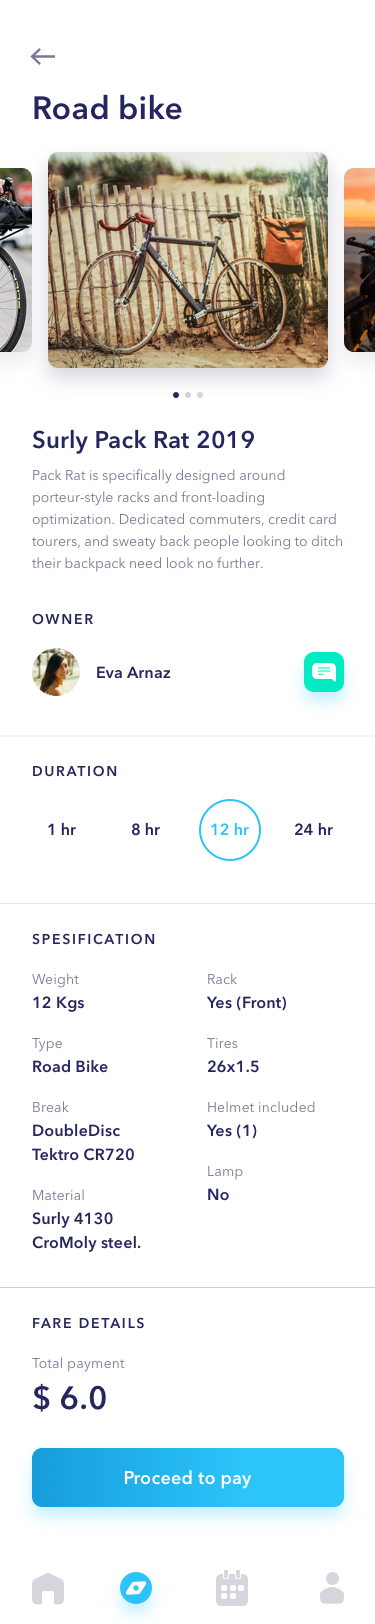 Road bike
Surly Pack Rat 2019
Pack Rat is specifically designed around
porteur-style racks and front-loading
optimization. Dedicated commuters, credit card
tourers, and sweaty back people looking to ditch
their backpack need look no further.
OWNER
Eva Arnaz
DURATION
1 hr 8 hr 12 hr 24 hr
SPESIFICATION
Weight
12 Kgs
Type
Road Bike
Break
DoubleDisc
Tektro CR720
Material
Surly 4130
CroMoly steel.
Rack
Yes (Front)
Tires
26x1.5
Helmet included
Yes (1)
Lamp
No
FARE DETAILS
Total payment
$ 6.0
Proceed to pay